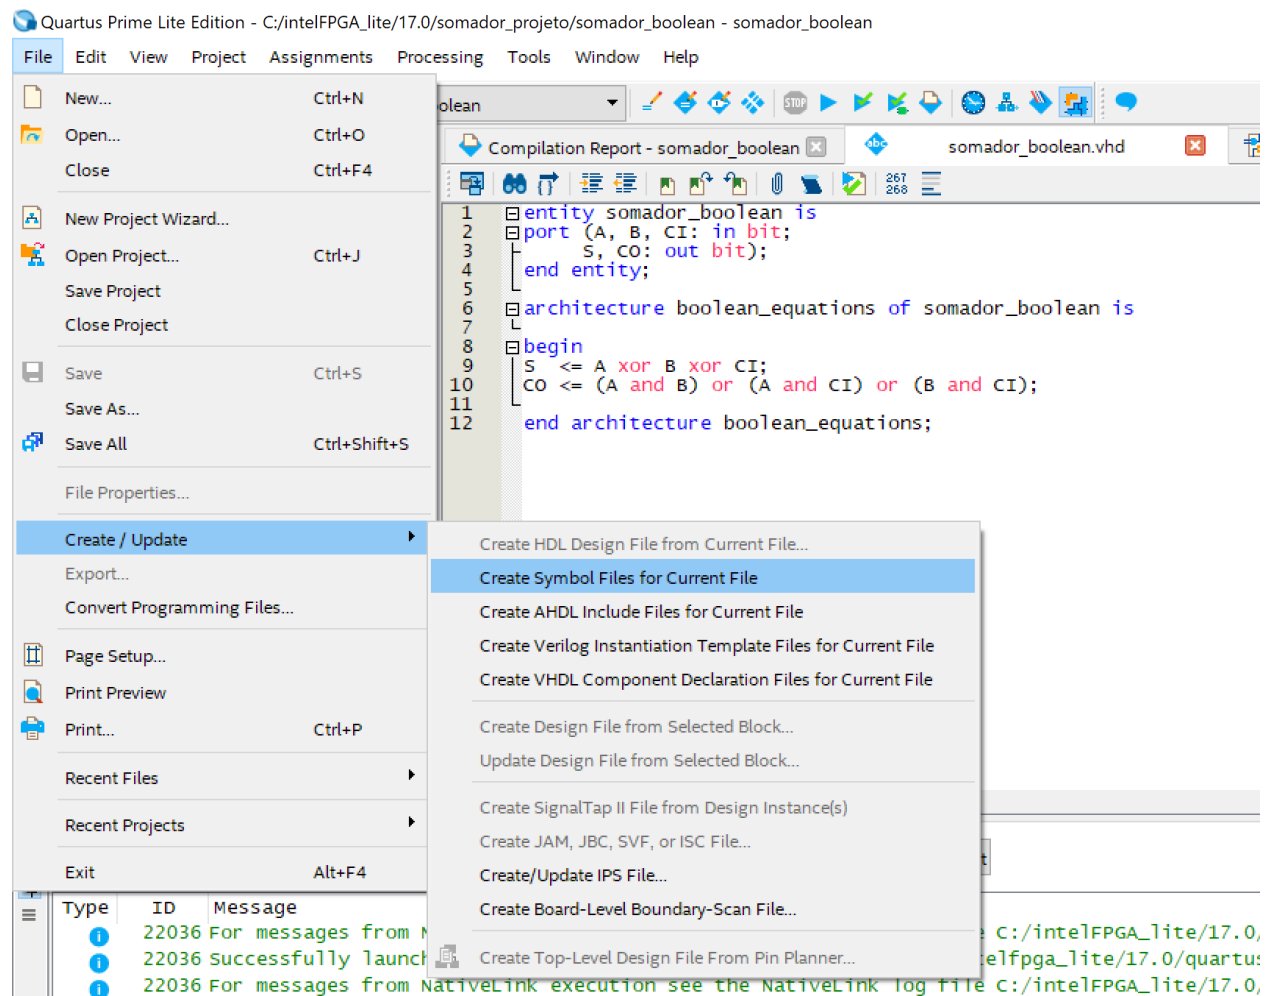 Quartus Prime Lite Edition - C:/intelFPGA_lite/17.0/somador_projeto/somador_boolean - somador_boolean
File Edit View Project Assignments Processing Tools Window Help
New... Ctrl+N
Open... Ctrl+O
Close Ctrl+F4
New Project Wizard...
Open Project... Ctrl+J
Save Project
Close Project
Save Ctrl+S
Save As...
Save All Ctrl+Shift+S
File Properties...
Create / Update
Export...
Convert Programming Files...
Page Setup...
Print Preview
Print... Ctrl+P
Recent Files
Recent Projects
Exit Alt+F4
olean
STOP
Compilation Report - somador_boolean
abc
somador_boolean.vhd
267
268
1 entity somador_boolean is
2 port (A, B, CI: in bit;
3 S, CO: out bit);
4 end entity;
5
6 architecture boolean_equations of somador_boolean is
7
8 begin
9 S <= A xor B xor CI;
10 CO <= (A and B) or (A and CI) or (B and CI);
11
12 end architecture boolean_equations;
Create HDL Design File from Current File...
Create Symbol Files for Current File
Create AHDL Include Files for Current File
Create Verilog Instantiation Template Files for Current File
Create VHDL Component Declaration Files for Current File
Create Design File from Selected Block...
Update Design File from Selected Block...
Create SignalTap II File from Design Instance(s)
Create JAM, JBC, SVF, or ISC File...
Create/Update IPS File...
Create Board-Level Boundary-Scan File...
Create Top-Level Design File From Pin Planner...
Type ID Message
22036 For messages from N e C:/intelFPGA_lite/17.0/
22036 Successfully launch telfpga_lite/17.0/quartus
22036 For messages from NativeLink execution see the NativeLink log file C:/intelFPGA_lite/17.0/